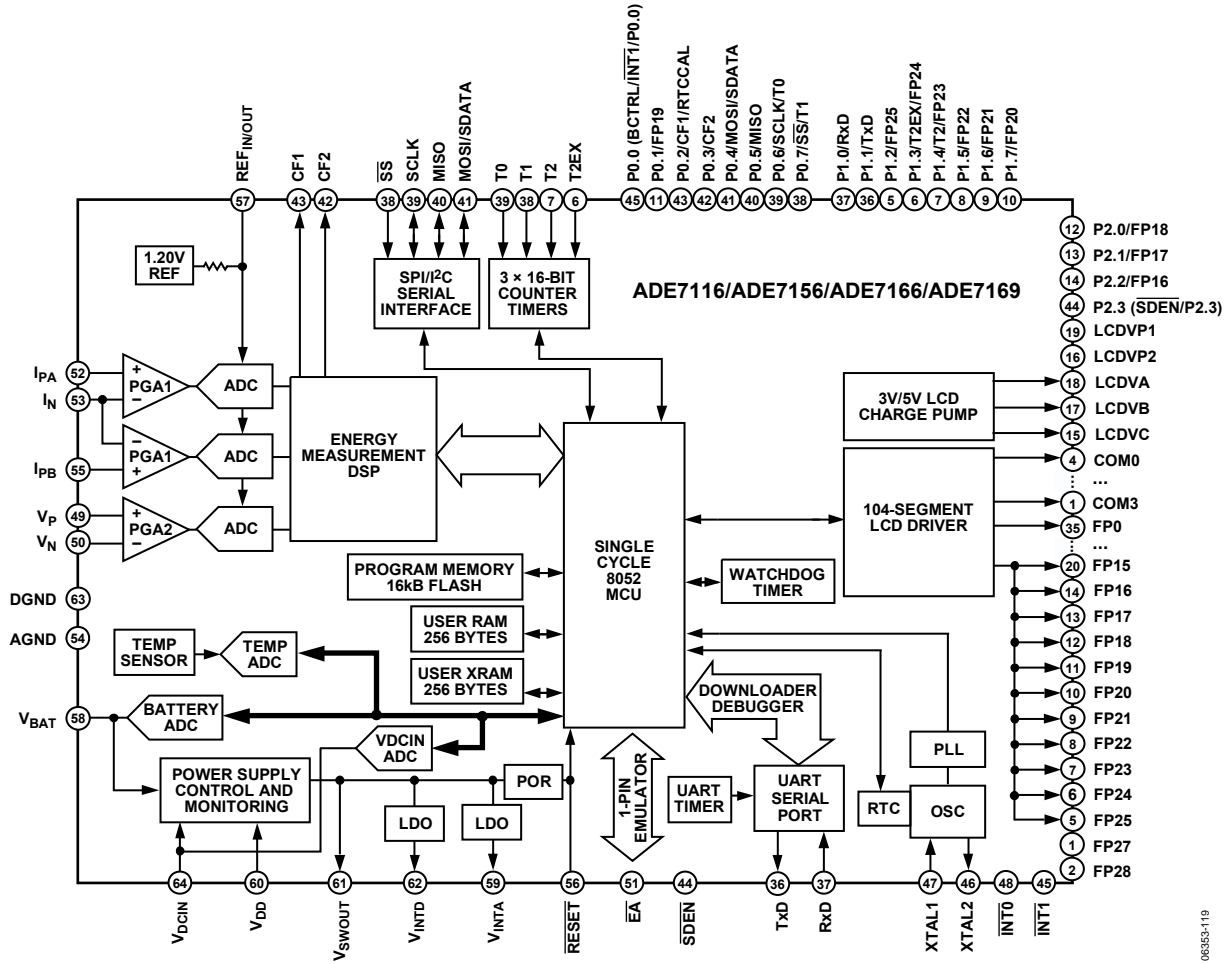 P0.0 (BCTRL/INT1/P0.0)
P0.1/FP19
P0.2/CF1/RTCCAL
P0.3/CF2
P0.4/MOSI/SDATA
P0.5/MISO
P0.6/SCLK/T0
P0.7/SS/T1
P1.0/RxD
P1.1/TxD
P1.2/FP25
P1.3/T2EX/FP24
P1.4/T2/FP23
P1.5/FP22
P1.6/FP21
P1.7/FP20
REFIN/OUT
CF1
CF2
SS
SCLK
MISO
MOSI/SDATA
T0
T1
T2
T2EX
57
43
42
38
39
40
41
39
38
7
6
45
11
43
42
41
40
39
38
37
36
5
6
7
8
9
10
12 P2.0/FP18
13 P2.1/FP17
14 P2.2/FP16
44 P2.3 (SDEN/P2.3)
19 LCDVP1
16 LCDVP2
18 LCDVA
17 LCDVB
15 LCDVC
4 COM0
...
1 COM3
35 FP0
...
20 FP15
14 FP16
13 FP17
12 FP18
11 FP19
10 FP20
9 FP21
8 FP22
7 FP23
6 FP24
5 FP25
1 FP27
2 FP28
1.20V
REF
SPI/I2C
SERIAL
INTERFACE
3 × 16-BIT
COUNTER
TIMERS
ADE7116/ADE7156/ADE7166/ADE7169
IPA 52
IN 53
IPB 55
VP 49
VN 50
DGND 63
AGND 54
VBAT 58
+
PGA1
−
ADC
−
PGA1
+
ADC
+
PGA2
−
ADC
ENERGY
MEASUREMENT
DSP
3V/5V LCD
CHARGE PUMP
104-SEGMENT
LCD DRIVER
SINGLE
CYCLE
8052
MCU
PROGRAM MEMORY
16kB FLASH
WATCHDOG
TIMER
USER RAM
256 BYTES
USER XRAM
256 BYTES
TEMP
SENSOR
TEMP
ADC
BATTERY
ADC
VDCIN
ADC
DOWNLOADER
DEBUGGER
POWER SUPPLY
CONTROL AND
MONITORING
POR
LDO
LDO
1-PIN
EMULATOR
UART
TIMER
UART
SERIAL
PORT
PLL
RTC
OSC
64
60
61
62
59
56
51
44
36
37
47
46
48
45
VDCIN
VDD
VSWOUT
VINTD
VINTA
RESET
EA
SDEN
TxD
RxD
XTAL1
XTAL2
INT0
INT1
06353-119